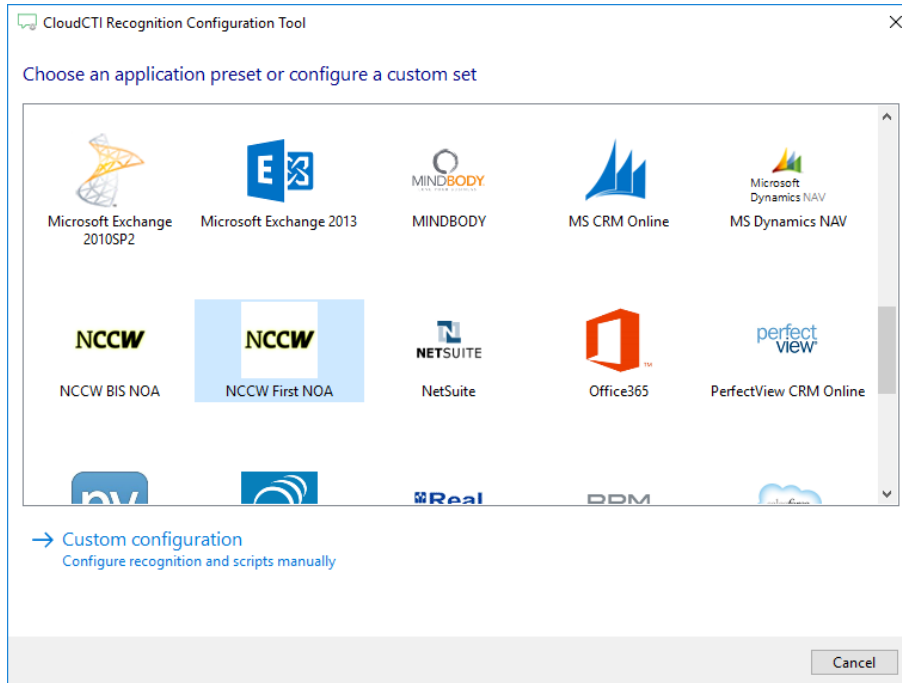 CloudCTI Recognition Configuration Tool
Choose an application preset or configure a custom set
E
MINDBODY
Microsoft
Dynamics NAV
Microsoft Exchange
2010SP2
Microsoft Exchange 2013
MINDBODY
MS CRM Online
MS Dynamics NAV
NCCW
NCCW
N
NETSUITE
TM
perfect
view
NCCW BIS NOA
NCCW First NOA
NetSuite
Office365
PerfectView CRM Online
Real
→ Custom configuration
Configure recognition and scripts manually
Cancel